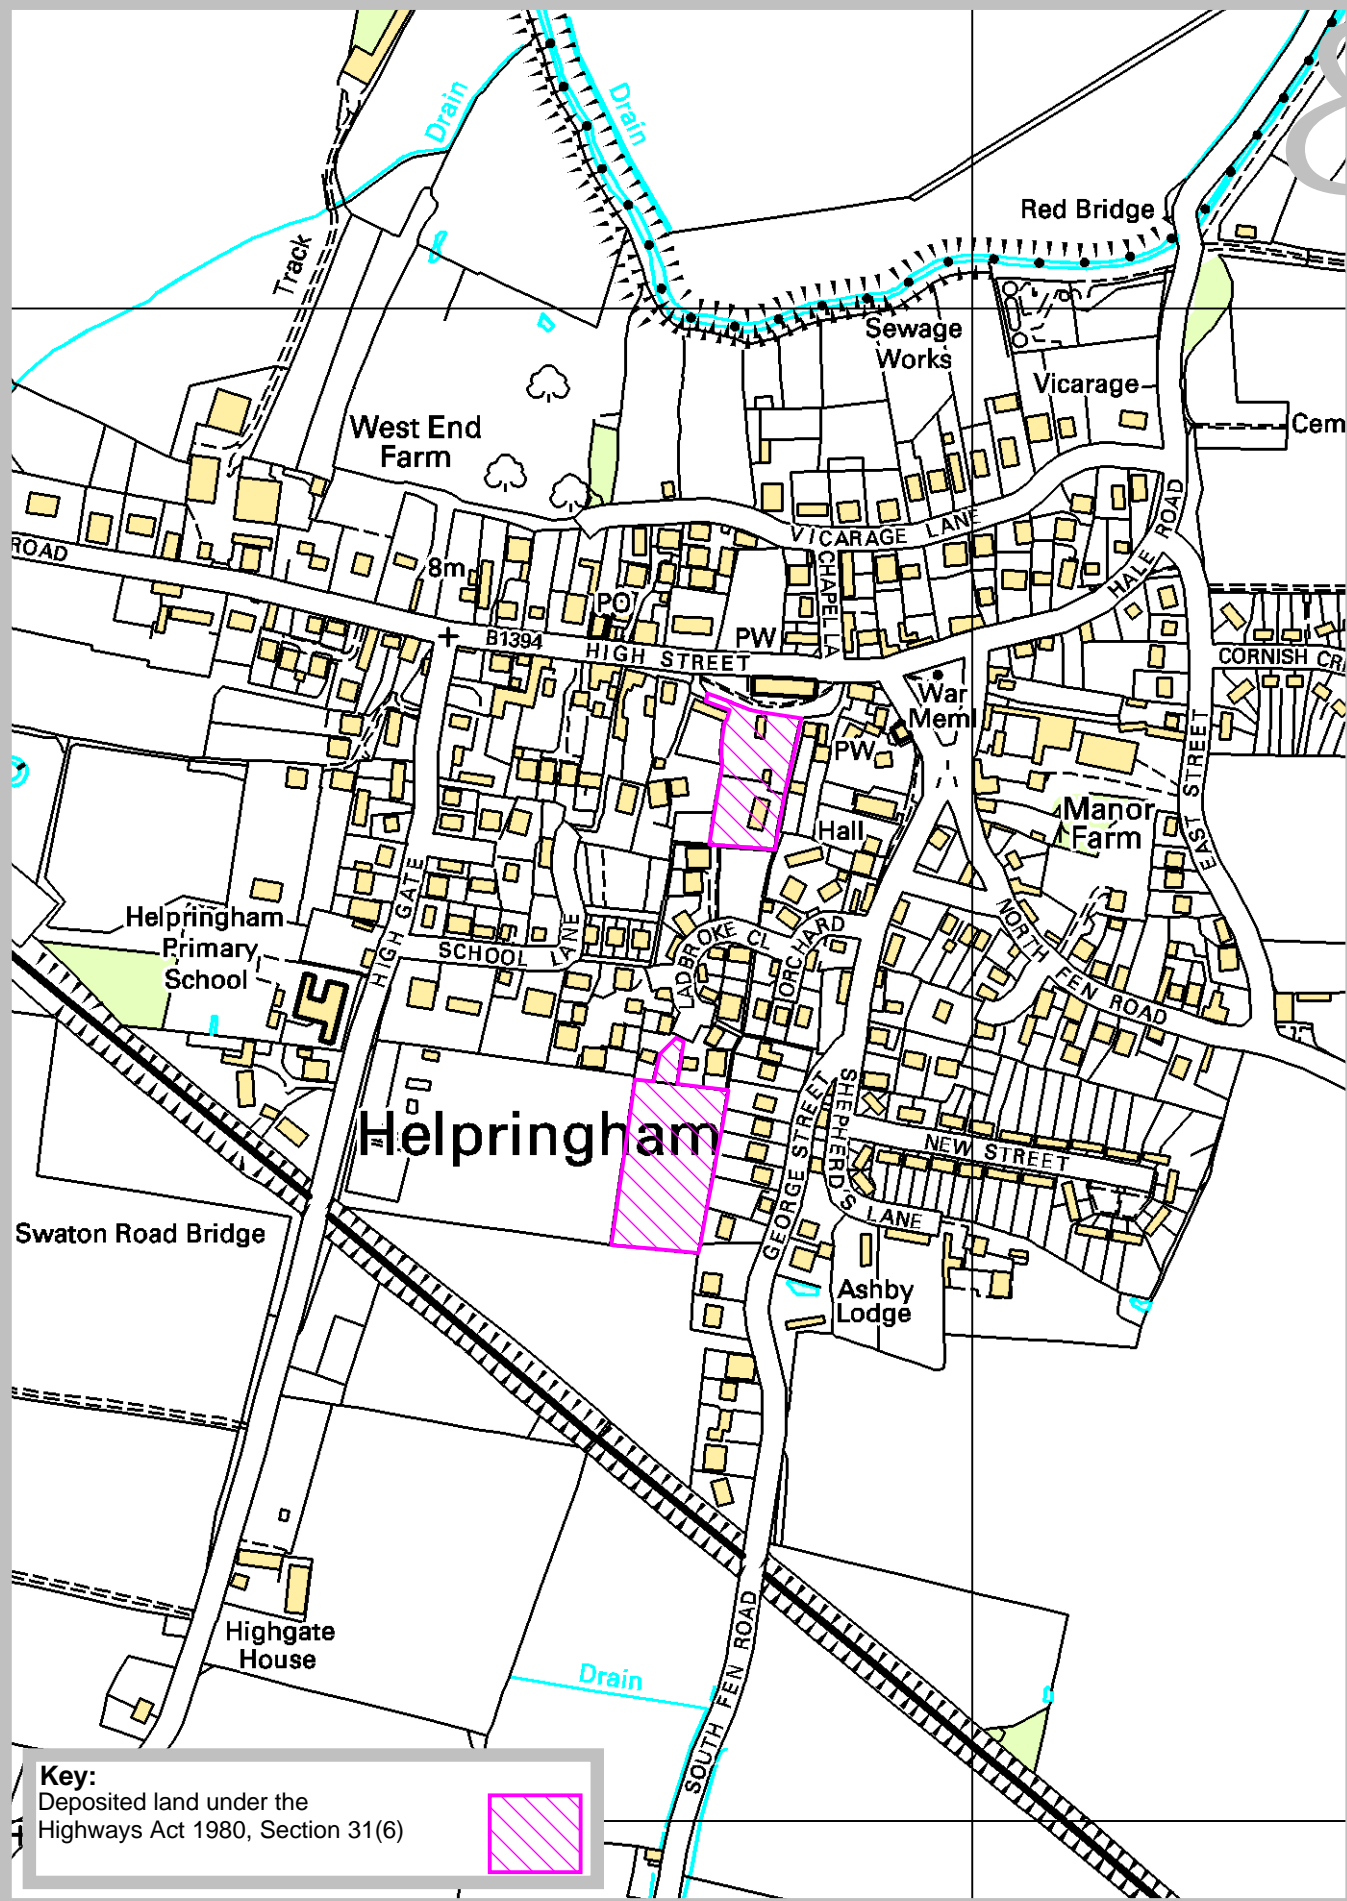 Drain
Drain
8
Red Bridge
Track
Sewage
Works
Vicarage
West End
Farm
Cem
VICARAGE LANE
HALE ROAD
ROAD
8m
CHAPEL LA
PO
B1394
HIGH STREET
PW
CORNISH CRE
War
Meml
PW
EAST STREET
Manor
Farm
Hall
HIGH GATE
Helpringham
Primary
School
SCHOOL LANE
LADBROKE CL
ORCHARD
NORTH FEN ROAD
Helpringham
GEORGE STREET
SHEPHERD'S LANE
NEW STREET
Swaton Road Bridge
Ashby
Lodge
Highgate
House
Drain
SOUTH FEN ROAD
Key:
Deposited land under the
Highways Act 1980, Section 31(6)